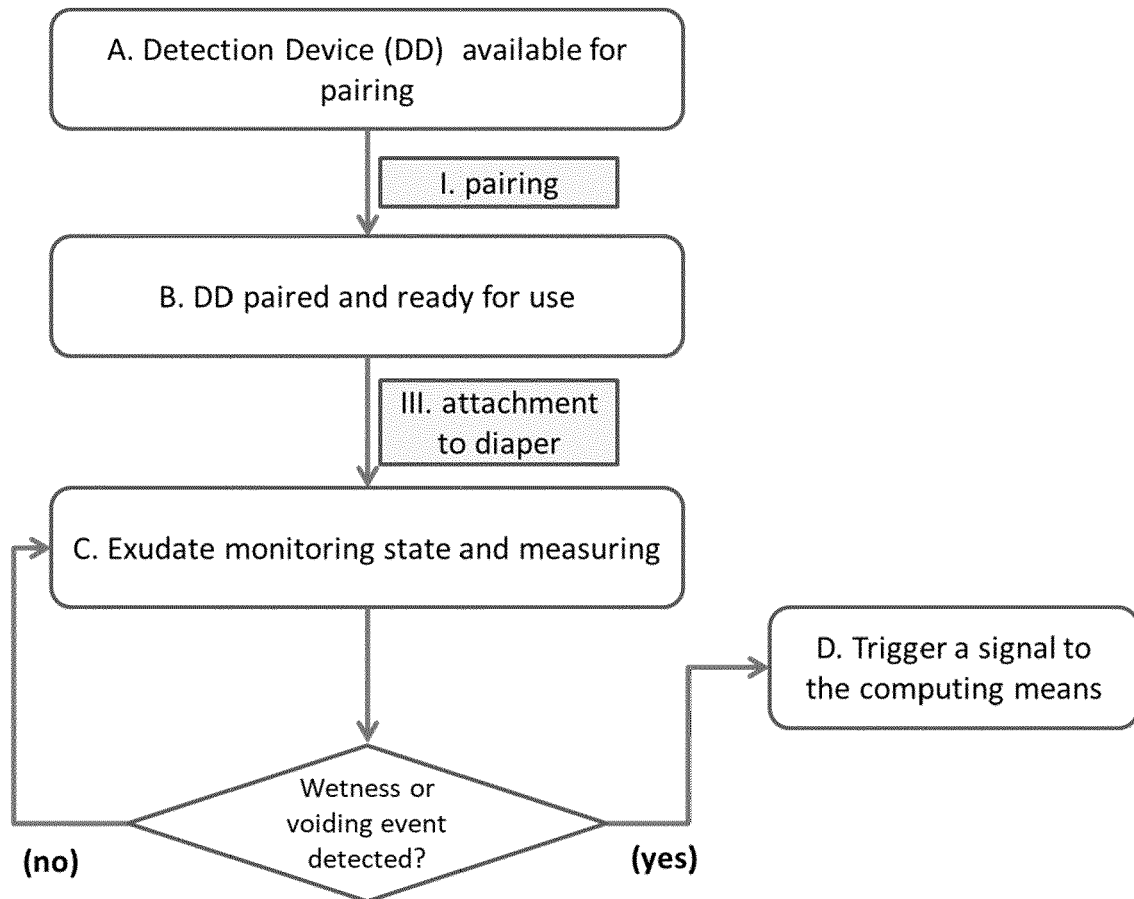 A. Detection Device (DD) available for
pairing
I. pairing
B. DD paired and ready for use
III. attachment
to diaper
C. Exudate monitoring state and measuring
D. Trigger a signal to
the computing means
Wetness or
voiding event
detected?
(no)
(yes)